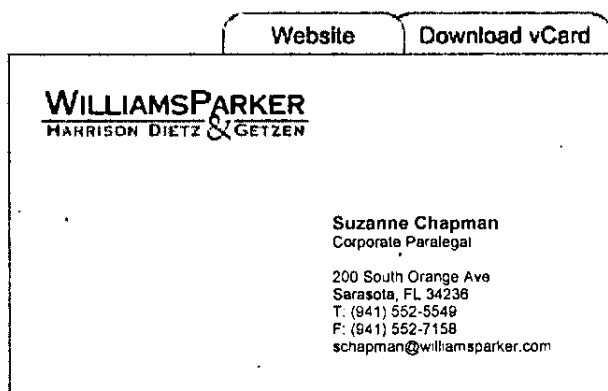 Website
Download vCard
WILLIAMSPARKER
HARRISON DIETZ & GETZEN
Suzanne Chapman
Corporate Paralegal
200 South Orange Ave
Sarasota, FL 34236
T: (941) 552-5549
F: (941) 552-7158
schapman@williamsparker.com